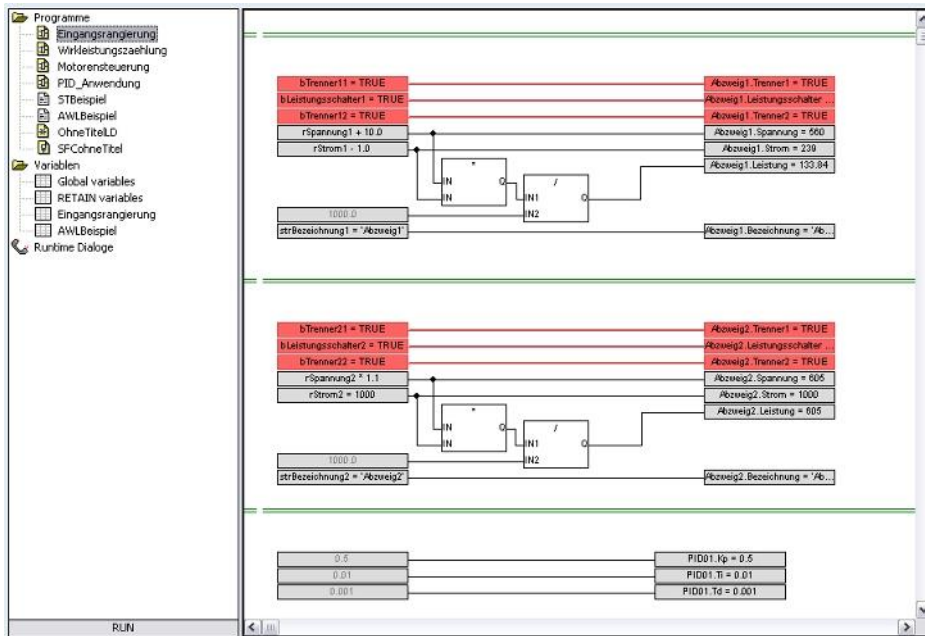 Programme
Eingangsrangierung
Wirkleistungszaehlung
Motorensteuerung
PID_Anwendung
STBeispiel
AWLBeispiel
OhneTitelLD
SFCohneTitel
Variablen
Global variables
RETAIN variables
Eingangsrangierung
AWLBeispiel
Runtime Dialoge
RUN
bTrenner11 = TRUE
Abzweig1.Trenner1 = TRUE
bLeistungsschalter1 = TRUE
Abzweig1.Leistungsschalter ...
bTrenner12 = TRUE
Abzweig1.Trenner2 = TRUE
rSpannung1 + 10.0
Abzweig1.Spannung = 560
rStrom1 - 1.0
Abzweig1.Strom = 239
Abzweig1.Leistung = 133.84
*
IN Q
IN
/
IN1 Q
IN2
1000.0
strBezeichnung1 = 'Abzweig1'
Abzweig1.Bezeichnung = 'Ab...
bTrenner21 = TRUE
Abzweig2.Trenner1 = TRUE
bLeistungsschalter2 = TRUE
Abzweig2.Leistungsschalter ...
bTrenner22 = TRUE
Abzweig2.Trenner2 = TRUE
rSpannung2 * 1.1
Abzweig2.Spannung = 605
rStrom2 = 1000
Abzweig2.Strom = 1000
Abzweig2.Leistung = 605
*
IN Q
IN
/
IN1 Q
IN2
1000.0
strBezeichnung2 = 'Abzweig2'
Abzweig2.Bezeichnung = 'Ab...
0.5
PID01.Kp = 0.5
0.01
PID01.Ti = 0.01
0.001
PID01.Td = 0.001